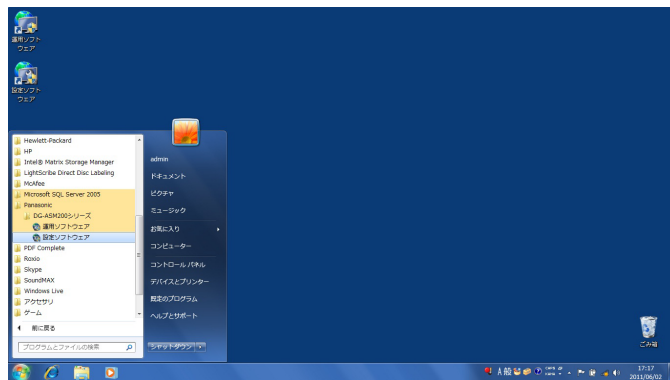 運用ソフト
ウェア
設定ソフト
ウェア
Hewlett-Packard
HP
Intel® Matrix Storage Manager
LightScribe Direct Disc Labeling
McAfee
Microsoft SQL Server 2005
Panasonic
DG-ASM200シリーズ
運用ソフトウェア
設定ソフトウェア
PDF Complete
Roxio
Skype
SoundMAX
Windows Live
アクセサリ
ゲーム
前に戻る
プログラムとファイルの検索
admin
ドキュメント
ピクチャ
ミュージック
お気に入り
コンピューター
コントロール パネル
デバイスとプリンター
既定のプログラム
ヘルプとサポート
シャットダウン
ごみ箱
A 般
CAPS
KANA
17:17
2011/06/02